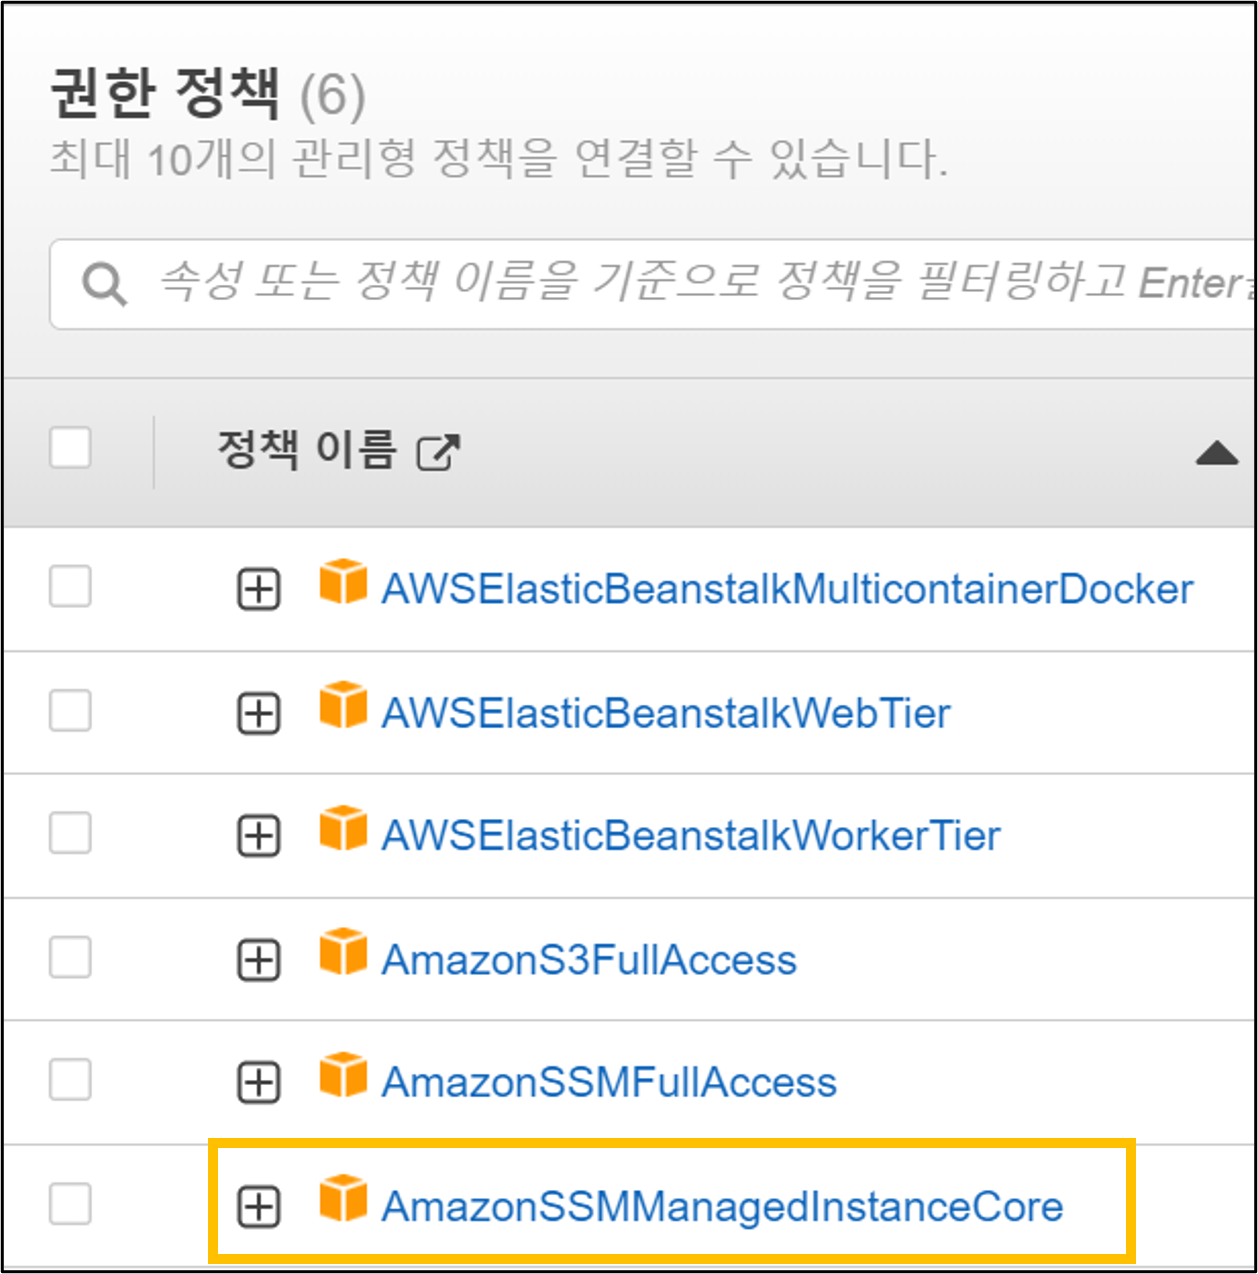 권한 정책 (6)
최대 10개의 관리형 정책을 연결할 수 있습니다.
속성 또는 정책 이름을 기준으로 정책을 필터링하고 Enter
정책 이름
AWSElasticBeanstalkMulticontainerDocker
AWSElasticBeanstalkWebTier
AWSElasticBeanstalkWorkerTier
AmazonS3FullAccess
AmazonSSMFullAccess
AmazonSSMManagedInstanceCore